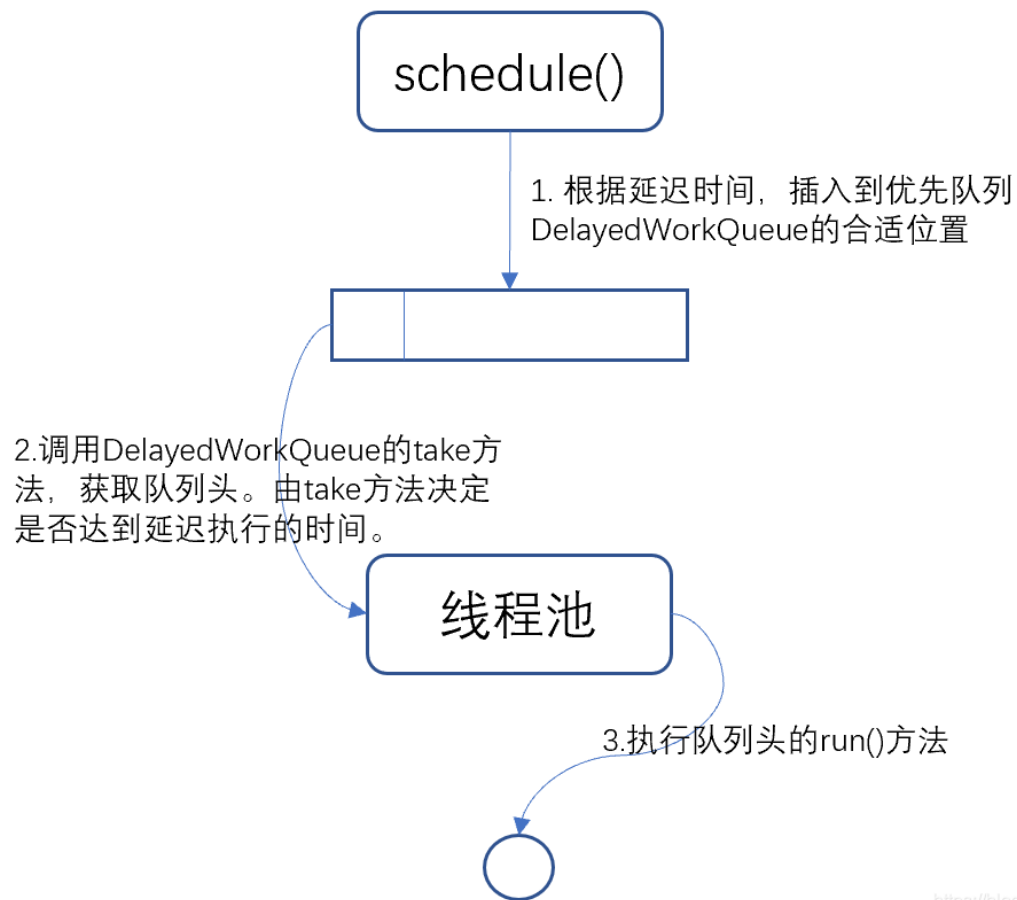 schedule()
1. 根据延迟时间，插入到优先队列
DelayedWorkQueue的合适位置
2.调用DelayedWorkQueue的take方
法，获取队列头。由take方法决定
是否达到延迟执行的时间。
线程池
3.执行队列头的run()方法